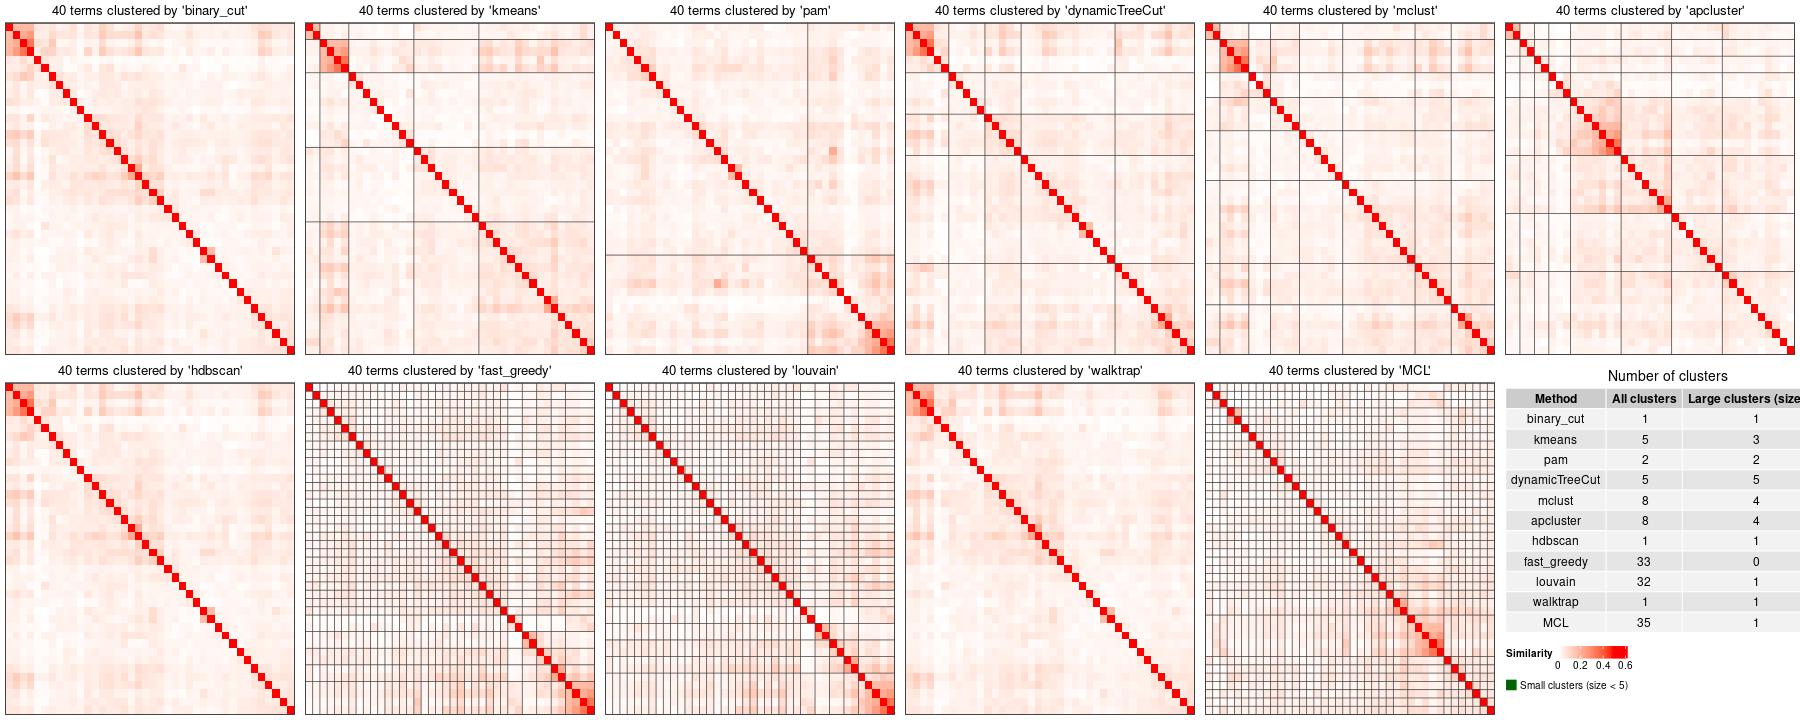 40 terms clustered by 'binary_cut'
40 terms clustered by 'kmeans'
40 terms clustered by 'pam'
40 terms clustered by 'dynamicTreeCut'
40 terms clustered by 'mclust'
40 terms clustered by 'apcluster'
40 terms clustered by 'hdbscan'
40 terms clustered by 'fast_greedy'
40 terms clustered by 'louvain'
40 terms clustered by 'walktrap'
40 terms clustered by 'MCL'
Number of clusters
Method All clusters Large clusters (size
binary_cut 1 1
kmeans 5 3
pam 2 2
dynamicTreeCut 5 5
mclust 8 4
apcluster 8 4
hdbscan 1 1
fast_greedy 33 0
louvain 32 1
walktrap 1 1
MCL 35 1
Similarity
0 0.2 0.4 0.6
Small clusters (size < 5)